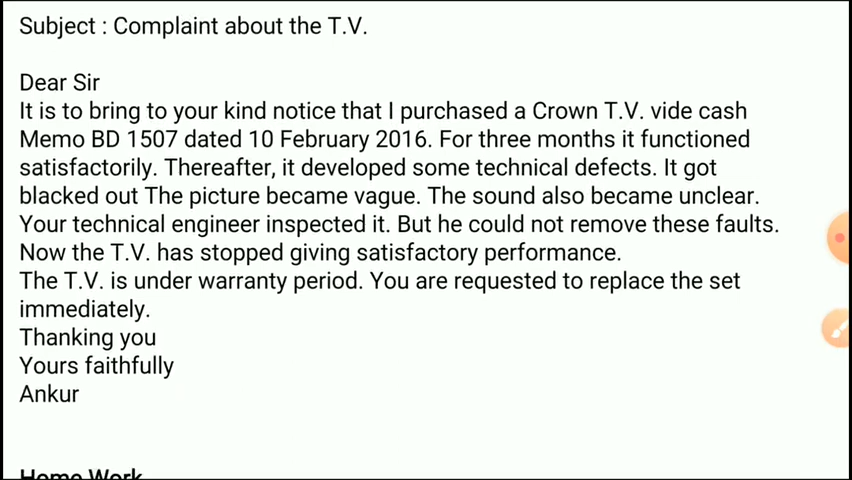 Subject : Complaint about the T.V.
Dear Sir
It is to bring to your kind notice that I purchased a Crown T.V. vide cash
Memo BD 1507 dated 10 February 2016. For three months it functioned
satisfactorily. Thereafter, it developed some technical defects. It got
blacked out The picture became vague. The sound also became unclear.
Your technical engineer inspected it. But he could not remove these faults.
Now the T.V. has stopped giving satisfactory performance.
The T.V. is under warranty period. You are requested to replace the set
immediately.
Thanking you
Yours faithfully
Ankur
Home Work